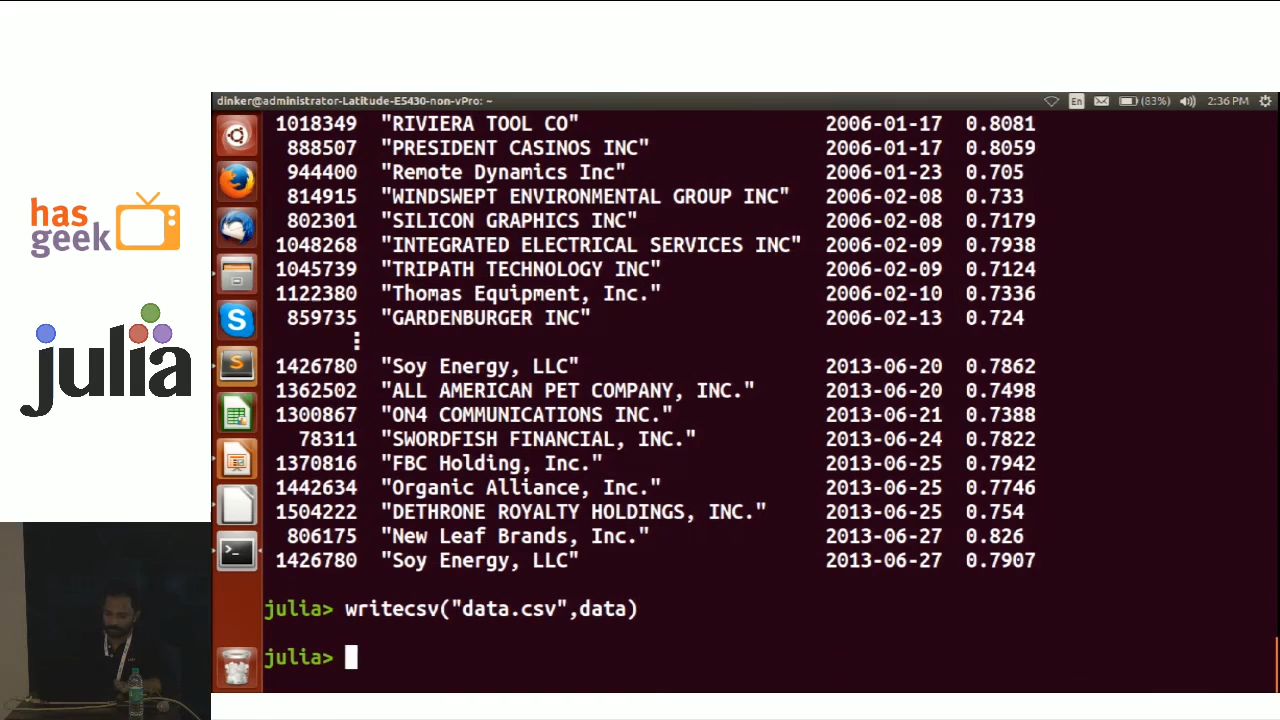 dinker@administrator-Latitude-E5430-non-vPro: ~ En (83%) 2:36 PM
1018349 "RIVIERA TOOL CO" 2006-01-17 0.8081
888507 "PRESIDENT CASINOS INC" 2006-01-17 0.8059
944400 "Remote Dynamics Inc" 2006-01-23 0.705
814915 "WINDSWEPT ENVIRONMENTAL GROUP INC" 2006-02-08 0.733
802301 "SILICON GRAPHICS INC" 2006-02-08 0.7179
1048268 "INTEGRATED ELECTRICAL SERVICES INC" 2006-02-09 0.7938
1045739 "TRIPATH TECHNOLOGY INC" 2006-02-09 0.7124
1122380 "Thomas Equipment, Inc." 2006-02-10 0.7336
859735 "GARDENBURGER INC" 2006-02-13 0.724
⋮
1426780 "Soy Energy, LLC" 2013-06-20 0.7862
1362502 "ALL AMERICAN PET COMPANY, INC." 2013-06-20 0.7498
1300867 "ON4 COMMUNICATIONS INC." 2013-06-21 0.7388
78311 "SWORDFISH FINANCIAL, INC." 2013-06-24 0.7822
1370816 "FBC Holding, Inc." 2013-06-25 0.7942
1442634 "Organic Alliance, Inc." 2013-06-25 0.7746
1504222 "DETHRONE ROYALTY HOLDINGS, INC." 2013-06-25 0.754
806175 "New Leaf Brands, Inc." 2013-06-27 0.826
1426780 "Soy Energy, LLC" 2013-06-27 0.7907
julia> writecsv("data.csv",data)
julia>
has
geek
julia